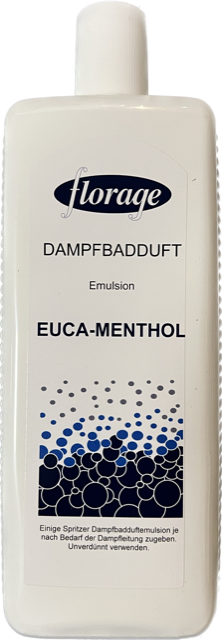 florage
DAMPFBADDUFT
Emulsion
EUCA-MENTHOL
Einige Spritzer Dampfbadduftemulsion je
nach Bedarf der Dampfleitung zugeben.
Unverdünnt verwenden.